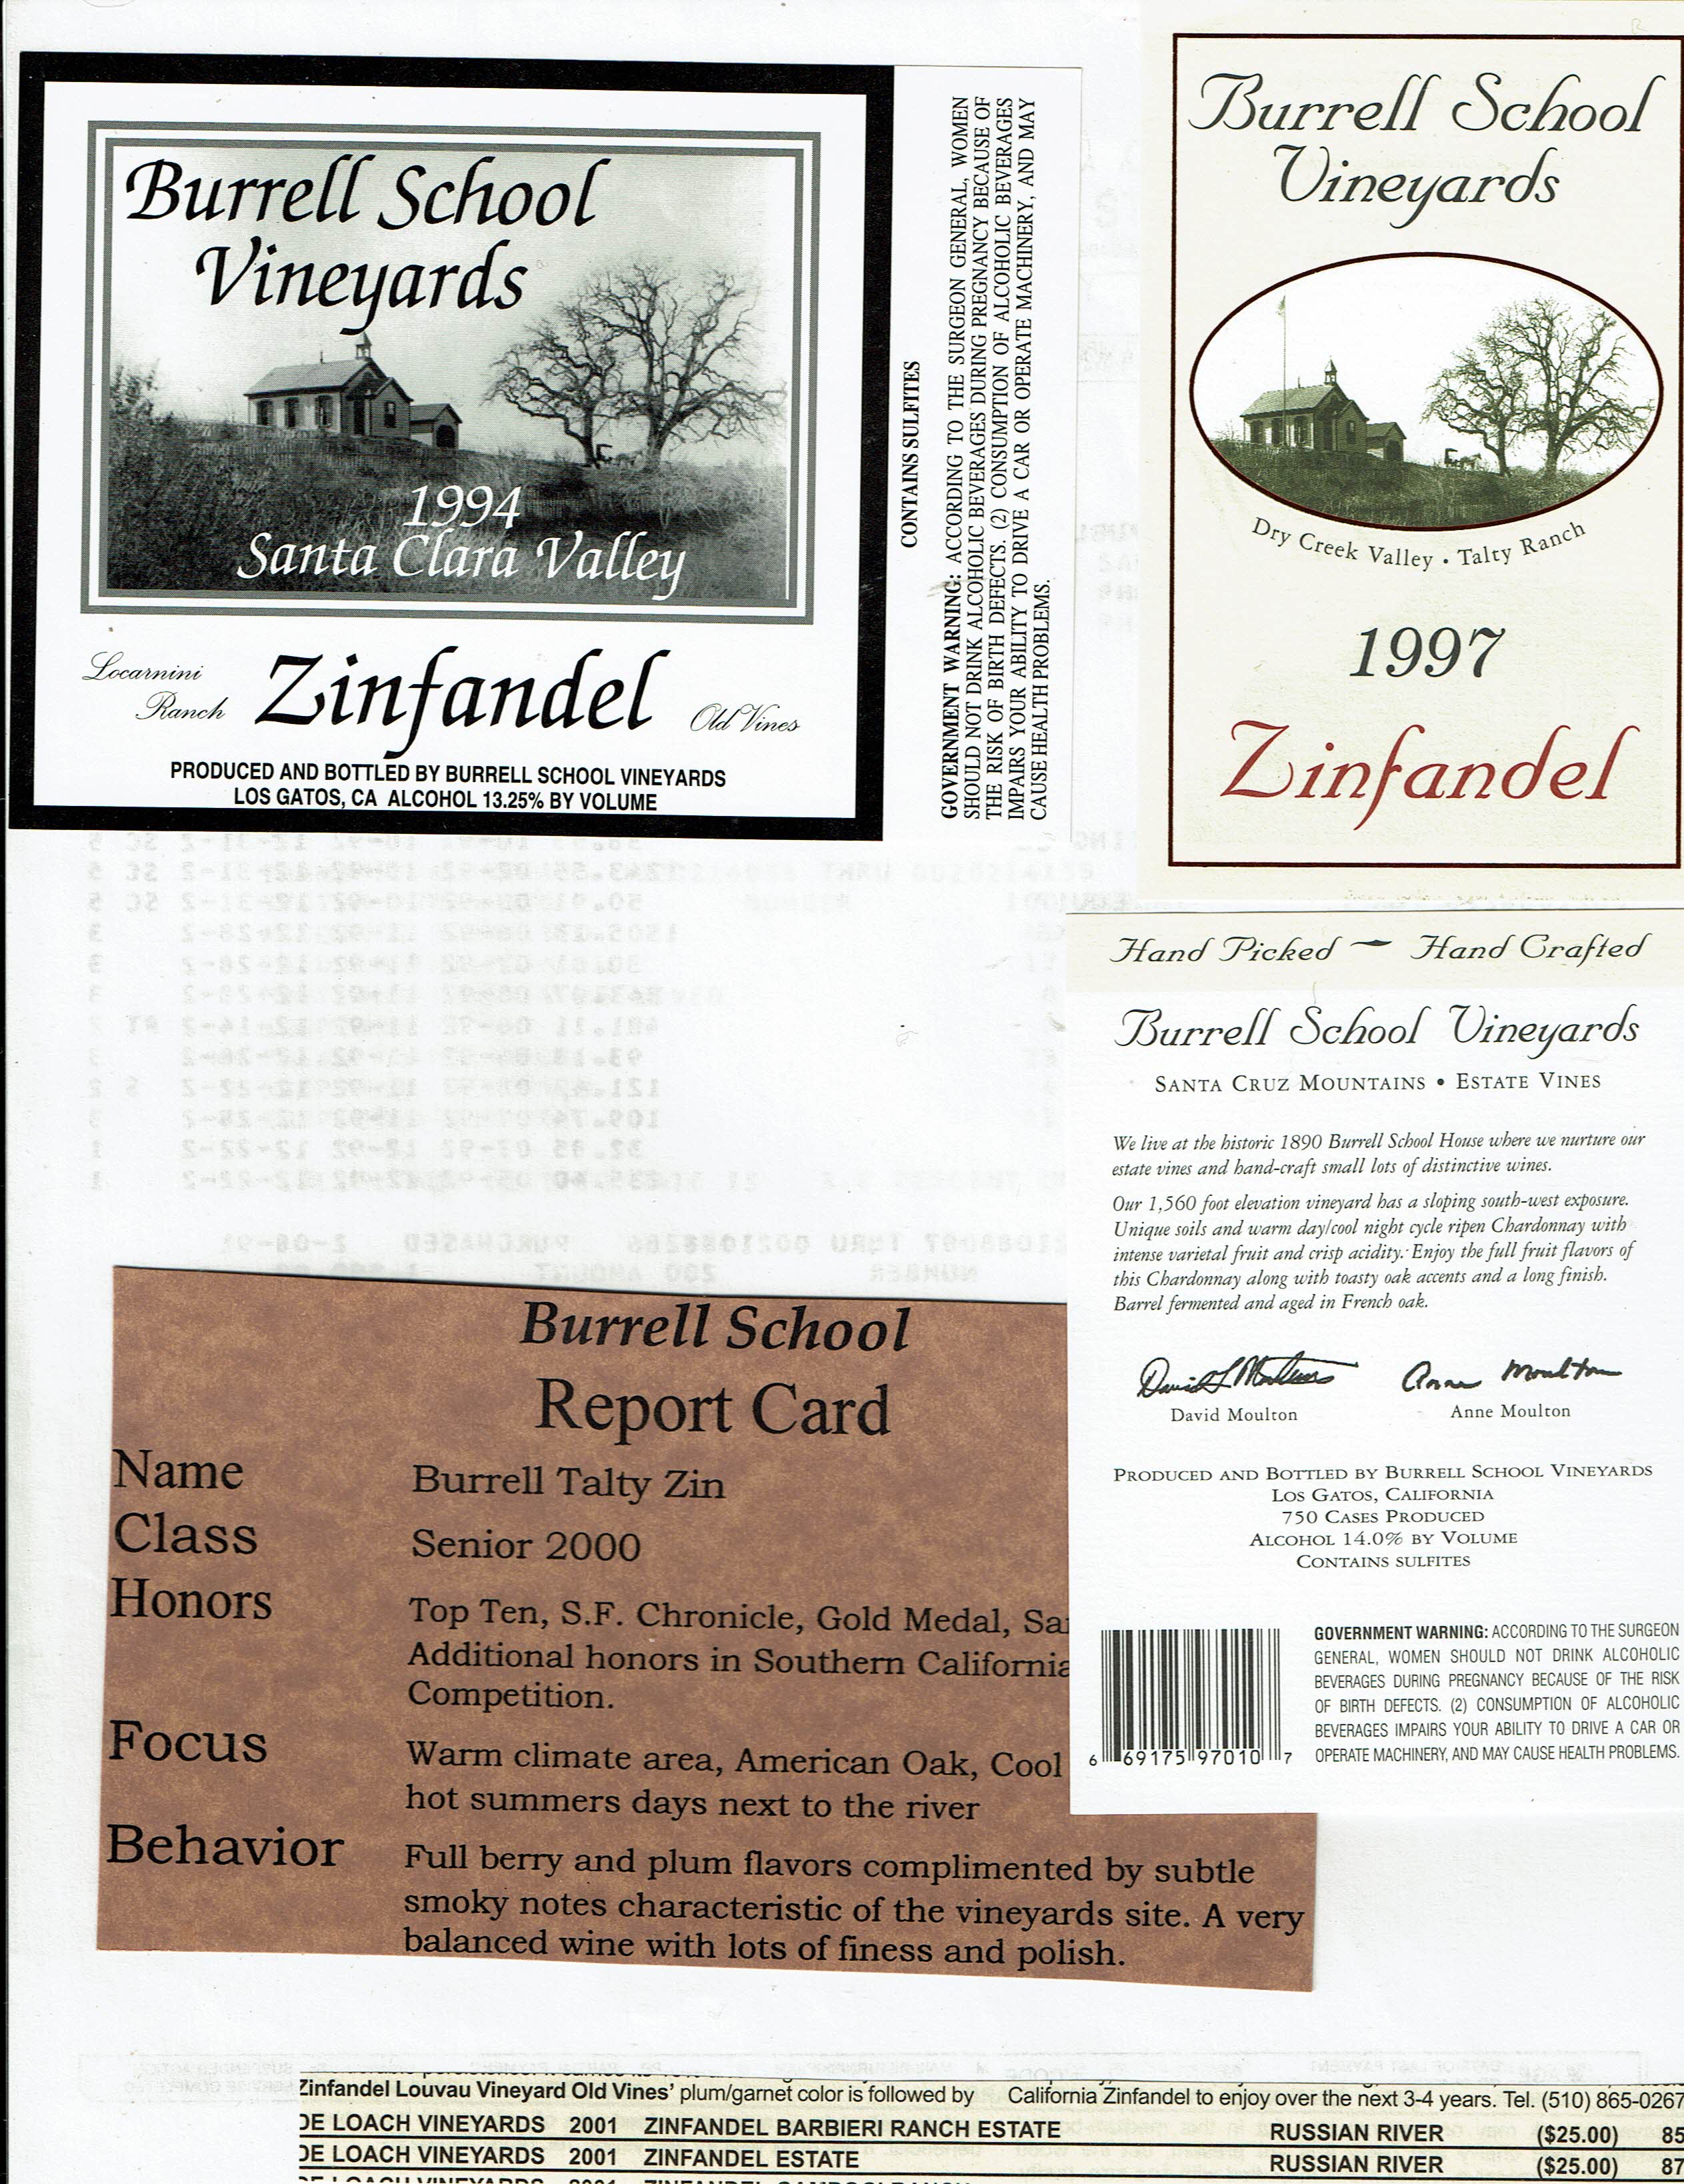 Burrell School
Vineyards
1994
Santa Clara Valley
Locarnini
Ranch
Zinfandel
Old Vines
PRODUCED AND BOTTLED BY BURRELL SCHOOL VINEYARDS
LOS GATOS, CA ALCOHOL 13.25% BY VOLUME
CONTAINS SULFITES
GOVERNMENT WARNING: ACCORDING TO THE SURGEON GENERAL, WOMEN
SHOULD NOT DRINK ALCOHOLIC BEVERAGES DURING PREGNANCY BECAUSE OF
THE RISK OF BIRTH DEFECTS. (2) CONSUMPTION OF ALCOHOLIC BEVERAGES
IMPAIRS YOUR ABILITY TO DRIVE A CAR OR OPERATE MACHINERY, AND MAY
CAUSE HEALTH PROBLEMS.
Burrell School
Vineyards
Dry Creek Valley • Talty Ranch
1997
Zinfandel
Hand Picked — Hand Crafted
Burrell School Vineyards
SANTA CRUZ MOUNTAINS • ESTATE VINES
We live at the historic 1890 Burrell School House where we nurture our
estate vines and hand-craft small lots of distinctive wines.
Our 1,560 foot elevation vineyard has a sloping south-west exposure.
Unique soils and warm day/cool night cycle ripen Chardonnay with
intense varietal fruit and crisp acidity. Enjoy the full fruit flavors of
this Chardonnay along with toasty oak accents and a long finish.
Barrel fermented and aged in French oak.
David L Moulton Anne Moulton
David Moulton Anne Moulton
PRODUCED AND BOTTLED BY BURRELL SCHOOL VINEYARDS
LOS GATOS, CALIFORNIA
750 CASES PRODUCED
ALCOHOL 14.0% BY VOLUME
CONTAINS SULFITES
GOVERNMENT WARNING: ACCORDING TO THE SURGEON
GENERAL, WOMEN SHOULD NOT DRINK ALCOHOLIC
BEVERAGES DURING PREGNANCY BECAUSE OF THE RISK
OF BIRTH DEFECTS. (2) CONSUMPTION OF ALCOHOLIC
BEVERAGES IMPAIRS YOUR ABILITY TO DRIVE A CAR OR
OPERATE MACHINERY, AND MAY CAUSE HEALTH PROBLEMS.
6 69175 97010 7
Burrell School
Report Card
Name Burrell Talty Zin
Class Senior 2000
Honors Top Ten, S.F. Chronicle, Gold Medal, Sa
Additional honors in Southern California
Competition.
Focus Warm climate area, American Oak, Cool
hot summers days next to the river
Behavior Full berry and plum flavors complimented by subtle
smoky notes characteristic of the vineyards site. A very
balanced wine with lots of finess and polish.
Zinfandel Louvau Vineyard Old Vines' plum/garnet color is followed by California Zinfandel to enjoy over the next 3-4 years. Tel. (510) 865-0267
DE LOACH VINEYARDS 2001 ZINFANDEL BARBIERI RANCH ESTATE RUSSIAN RIVER ($25.00) 85
DE LOACH VINEYARDS 2001 ZINFANDEL ESTATE RUSSIAN RIVER ($25.00) 87